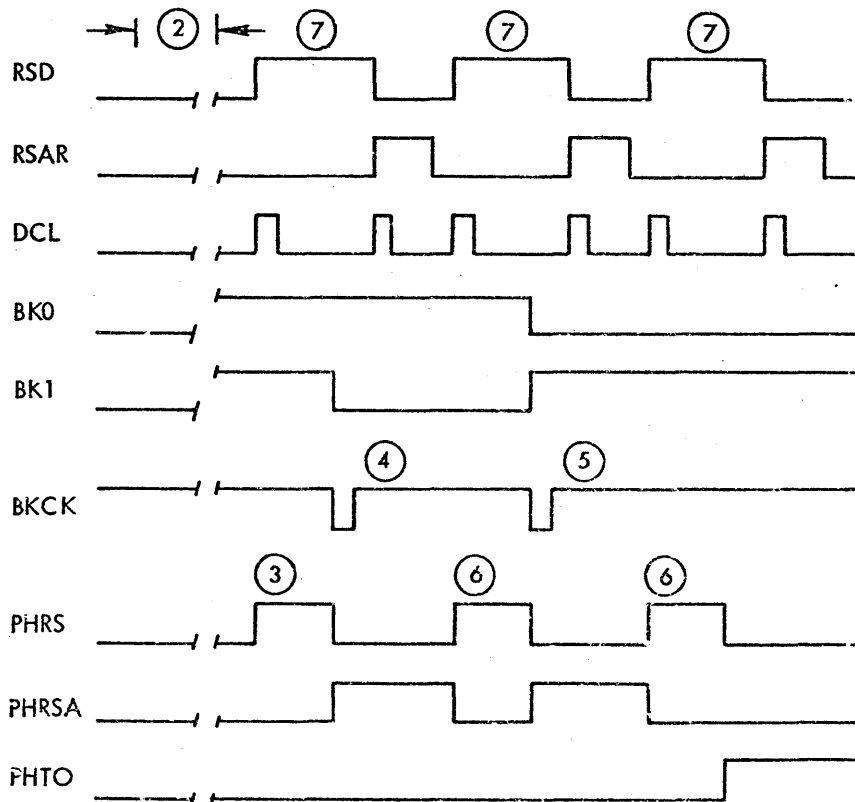 2 7 7 7
RSD
RSAR
DCL
BK0
BK1
4 5
BKCK
3 6 6
PHRS
PHRSA
PHTO